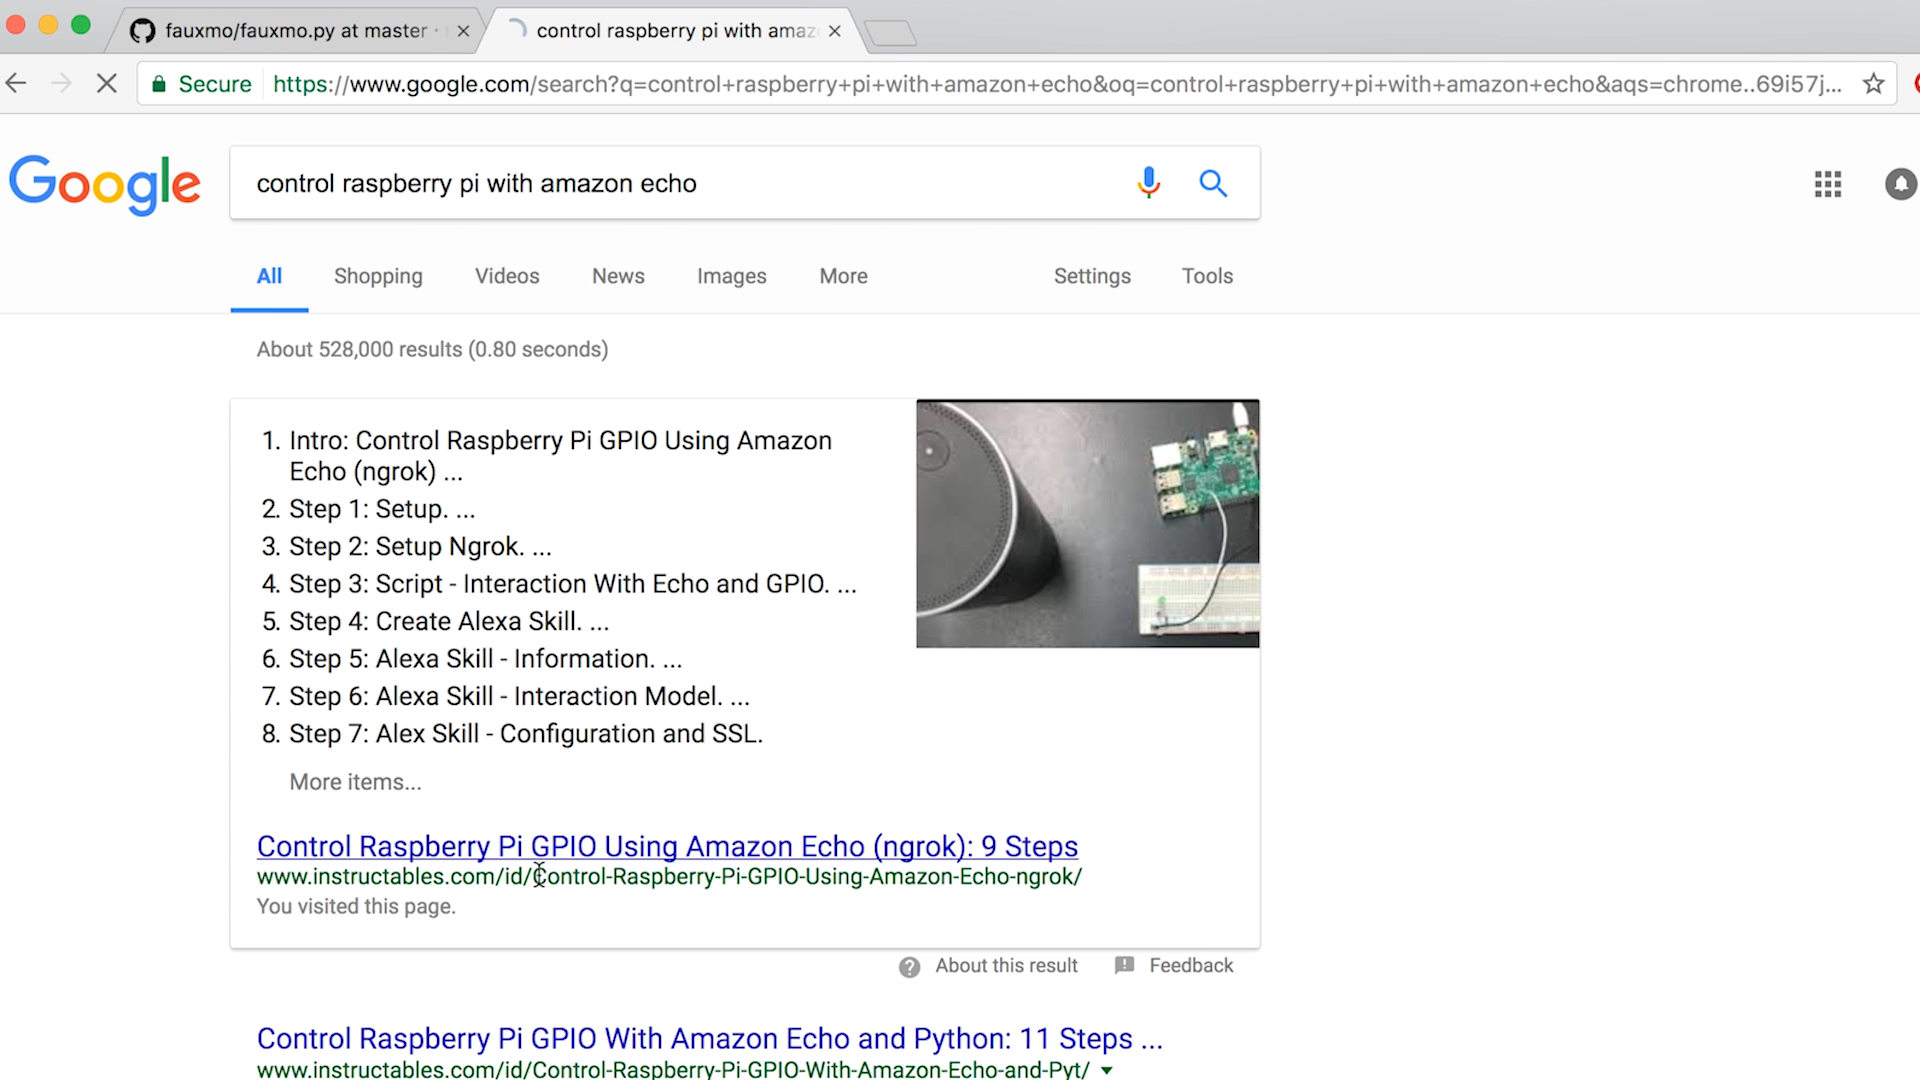 fauxmo/fauxmo.py at master ·
control raspberry pi with amaz
Secure
https://www.google.com/search?q=control+raspberry+pi+with+amazon+echo&oq=control+raspberry+pi+with+amazon+echo&aqs=chrome..69i57j...
Google
control raspberry pi with amazon echo
All Shopping Videos News Images More Settings Tools
About 528,000 results (0.80 seconds)
1. Intro: Control Raspberry Pi GPIO Using Amazon
Echo (ngrok) ...
2. Step 1: Setup. ...
3. Step 2: Setup Ngrok. ...
4. Step 3: Script - Interaction With Echo and GPIO. ...
5. Step 4: Create Alexa Skill. ...
6. Step 5: Alexa Skill - Information. ...
7. Step 6: Alexa Skill - Interaction Model. ...
8. Step 7: Alex Skill - Configuration and SSL.
More items...
Control Raspberry Pi GPIO Using Amazon Echo (ngrok): 9 Steps
www.instructables.com/id/Control-Raspberry-Pi-GPIO-Using-Amazon-Echo-ngrok/
You visited this page.
About this result Feedback
Control Raspberry Pi GPIO With Amazon Echo and Python: 11 Steps ...
www.instructables.com/id/Control-Raspberry-Pi-GPIO-With-Amazon-Echo-and-Pyt/